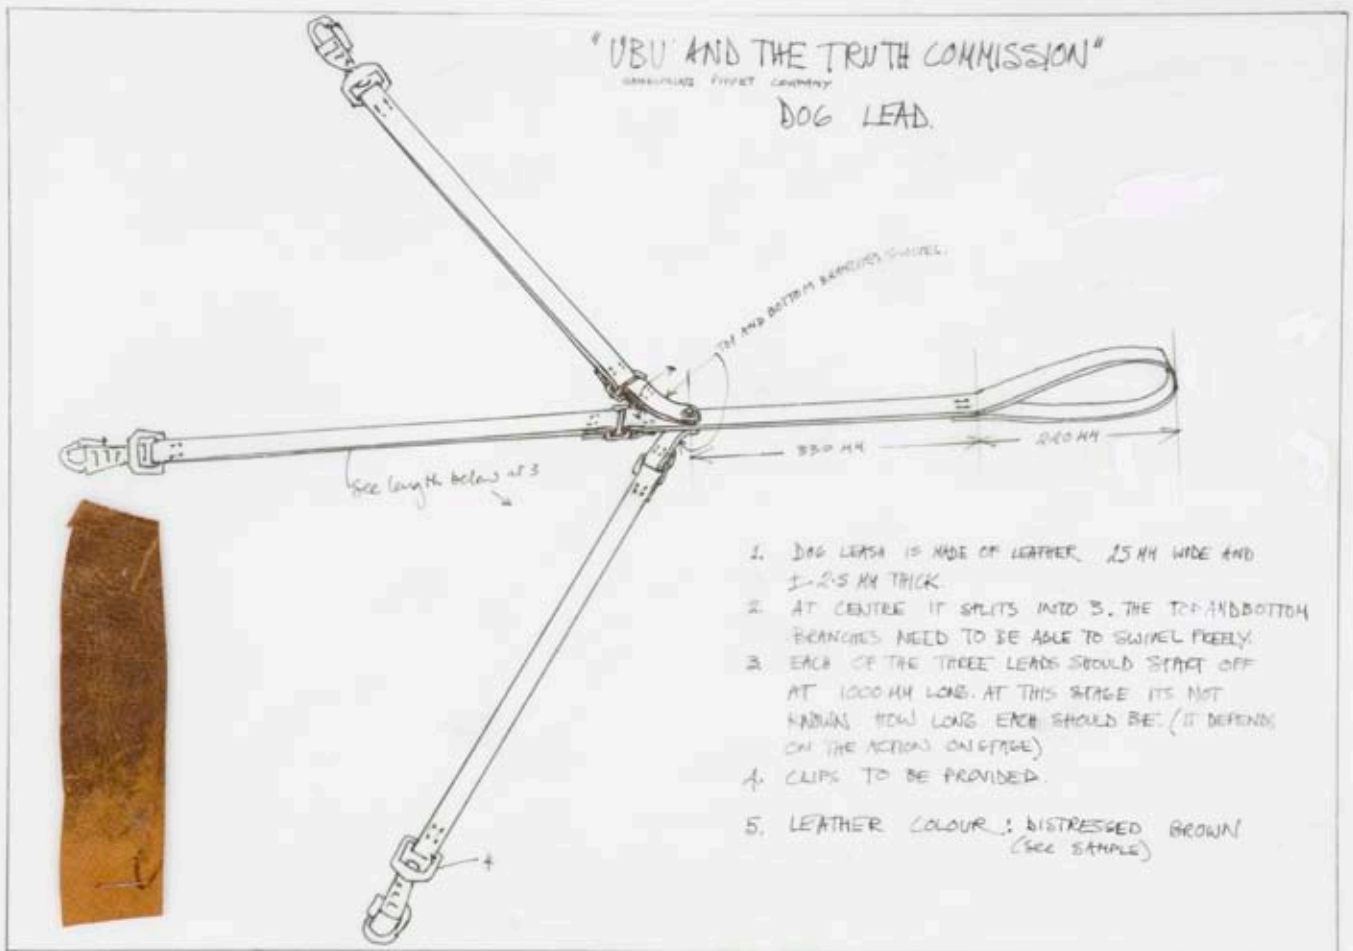 "UBU AND THE TRUTH COMMISSION"
HANDSPRING PUPPET COMPANY
DOG LEAD.
TOP AND BOTTOM BRANCHES SWIVEL.
330 MM
220 MM
See length below at 3
1. DOG LEASH IS MADE OF LEATHER 25 MM WIDE AND
± 2.5 MM THICK.
2 AT CENTRE IT SPLITS INTO 3. THE TOP AND BOTTOM
BRANCHES NEED TO BE ABLE TO SWIVEL FREELY.
3 EACH OF THE THREE LEADS SHOULD START OFF
AT 1000 MM LONG. AT THIS STAGE ITS NOT
KNOWN HOW LONG EACH SHOULD BE. (IT DEPENDS
ON THE ACTION ONSTAGE)
4. CLIPS TO BE PROVIDED.
5. LEATHER COLOUR : DISTRESSED BROWN
(SEE SAMPLE)
4